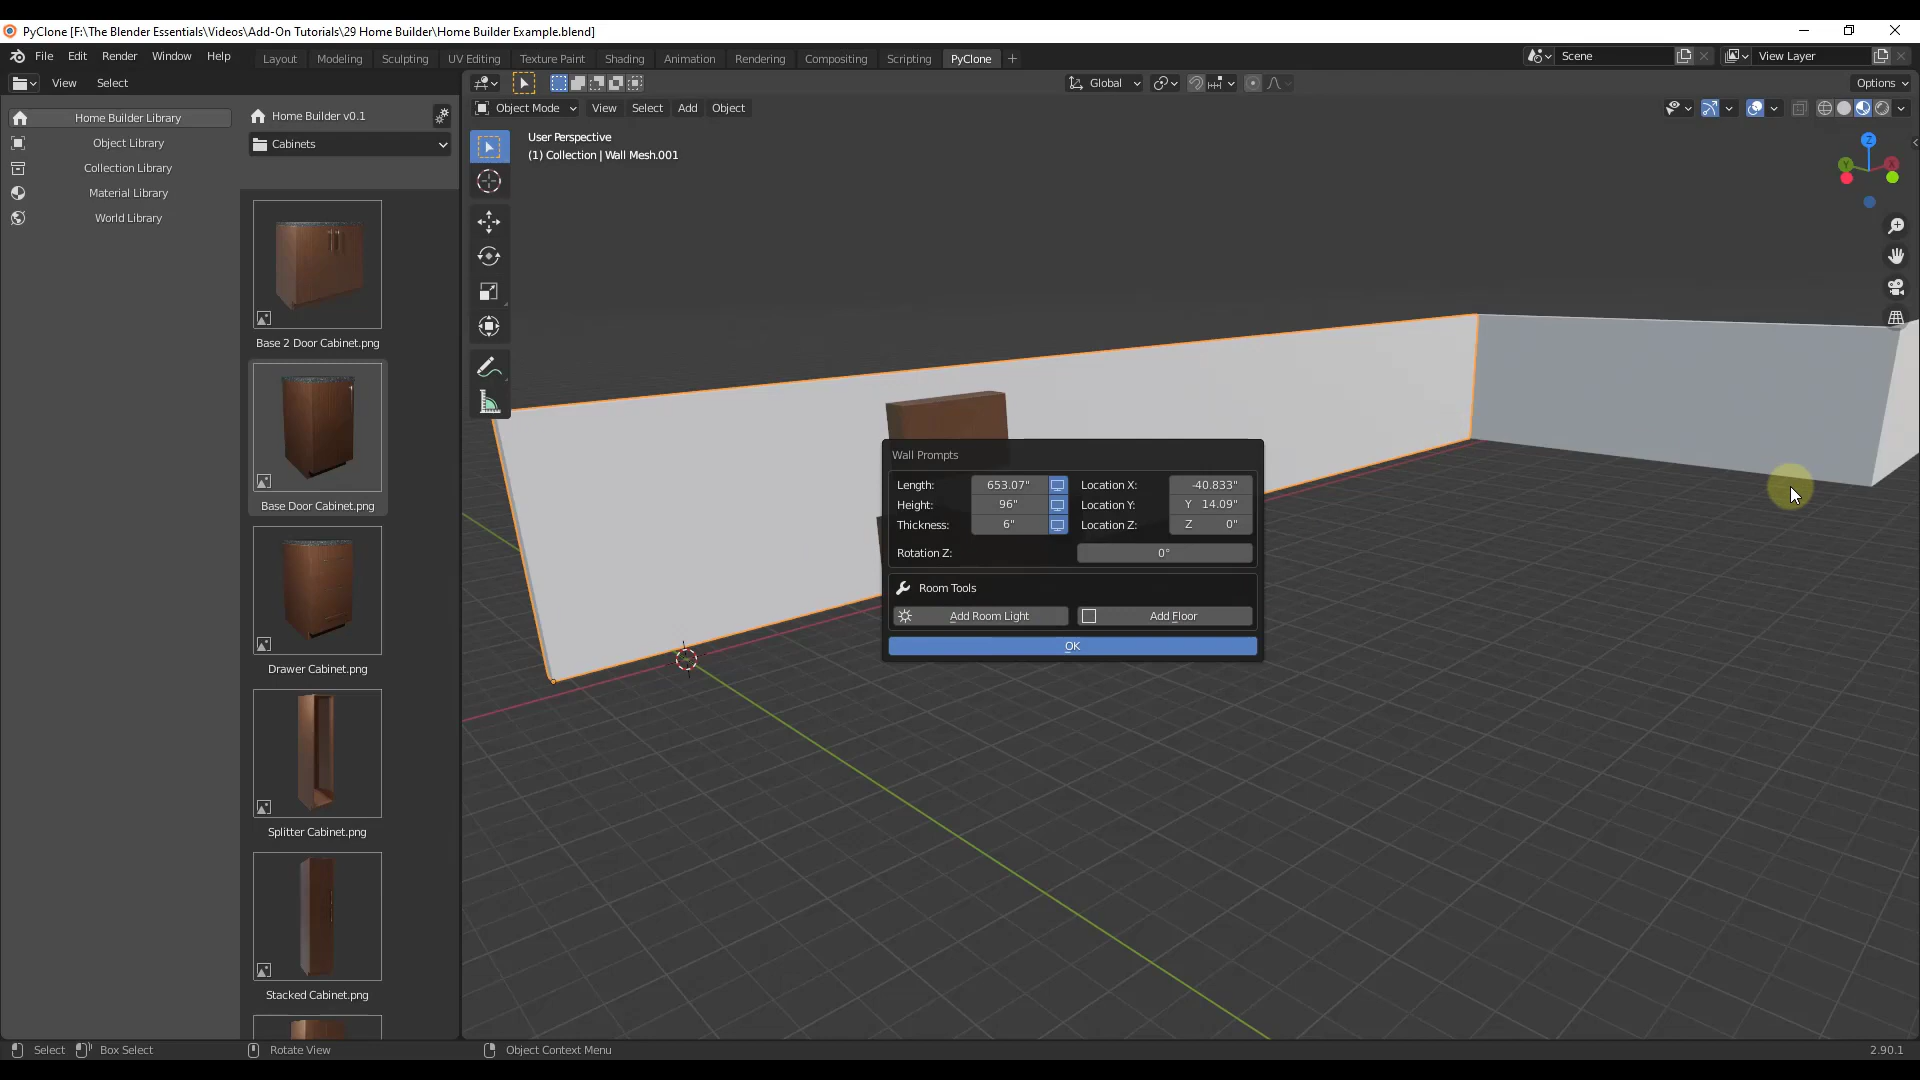 PyClone [F:\The Blender Essentials\Videos\Add-On Tutorials\29 Home Builder\Home Builder Example.blend]
File Edit Render Window Help
Layout Modeling Sculpting UV Editing Texture Paint Shading Animation Rendering Compositing Scripting PyClone
Scene
View Layer
View Select
Global
Options
Home Builder Library
Object Library
Collection Library
Material Library
World Library
Home Builder v0.1
Cabinets
Object Mode View Select Add Object
User Perspective
(1) Collection | Wall Mesh.001
Z
Y
X
Base 2 Door Cabinet.png
Base Door Cabinet.png
Drawer Cabinet.png
Splitter Cabinet.png
Stacked Cabinet.png
Wall Prompts
Length: 653.07" Location X: -40.833"
Height: 96" Location Y: Y 14.09"
Thickness: 6" Location Z: Z 0"
Rotation Z: 0°
Room Tools
Add Room Light Add Floor
OK
Select Box Select Rotate View Object Context Menu 2.90.1